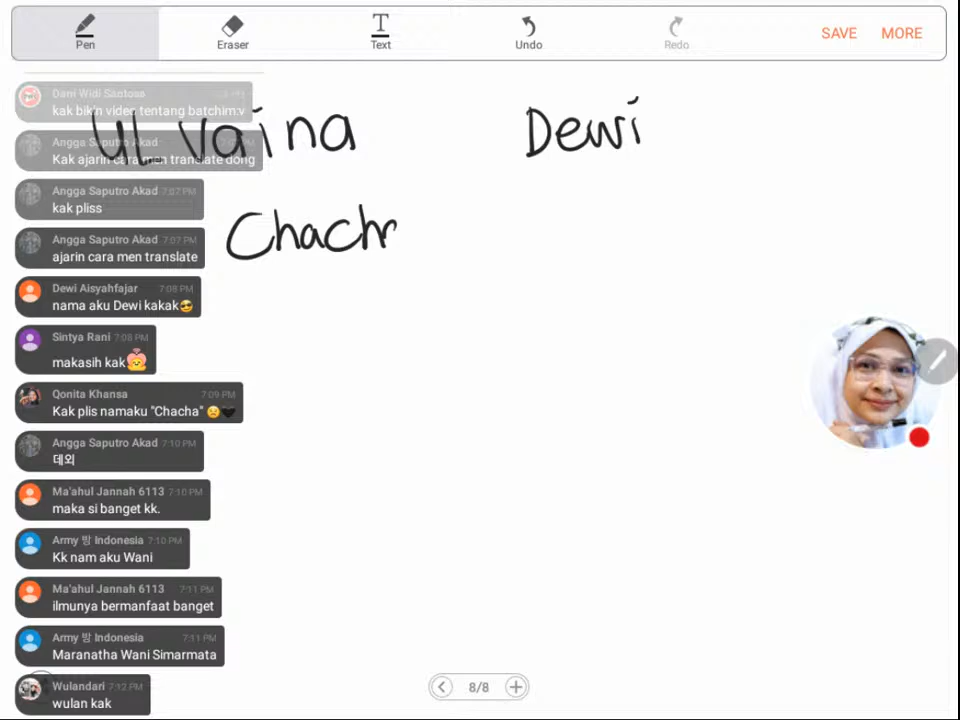 Pen
Eraser
Text
Undo
Redo
SAVE
MORE
Dani Widi Santoso
kak bikin video tentang batchim:v
Angga Saputro Akad
Kak ajarin cara men translate dong
Angga Saputro Akad 7:07 PM
kak pliss
Angga Saputro Akad 7:07 PM
ajarin cara men translate
Dewi Aisyahfajar 7:08 PM
nama aku Dewi kakak😎
Sintya Rani 7:08 PM
makasih kak
Qonita Khansa 7:09 PM
Kak plis namaku "Chacha" ☹️🖤
Angga Saputro Akad 7:10 PM
데외
Ma'ahul Jannah 6113 7:10 PM
maka si banget kk.
Army 방 Indonesia 7:10 PM
Kk nam aku Wani
Ma'ahul Jannah 6113 7:11 PM
ilmunya bermanfaat banget
Army 방 Indonesia 7:11 PM
Maranatha Wani Simarmata
Wulandari 7:12 PM
wulan kak
UL vaina
Dewi
Chachr
8/8